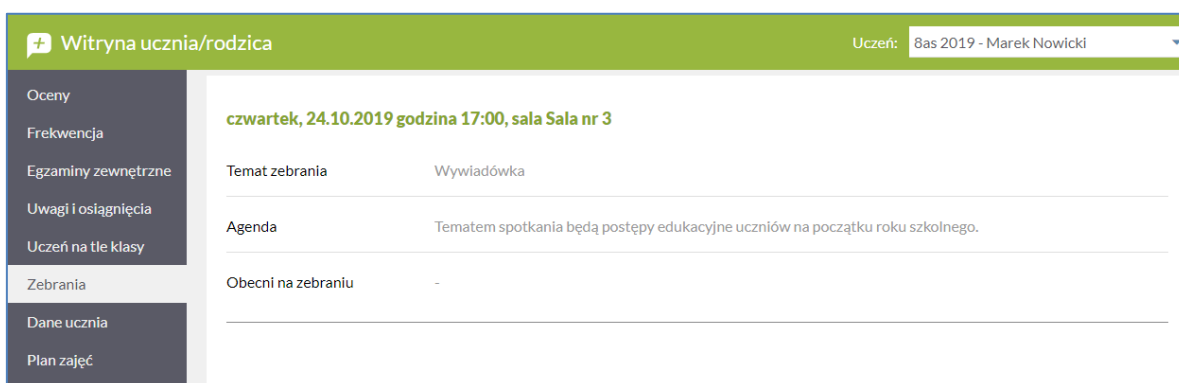 Witryna ucznia/rodzica
Uczeń: 8as 2019 - Marek Nowicki
Oceny
Frekwencja
Egzaminy zewnętrzne
Uwagi i osiągnięcia
Uczeń na tle klasy
Zebrania
Dane ucznia
Plan zajęć
czwartek, 24.10.2019 godzina 17:00, sala Sala nr 3
Temat zebrania Wywiadówka
Agenda Tematem spotkania będą postępy edukacyjne uczniów na początku roku szkolnego.
Obecni na zebraniu -